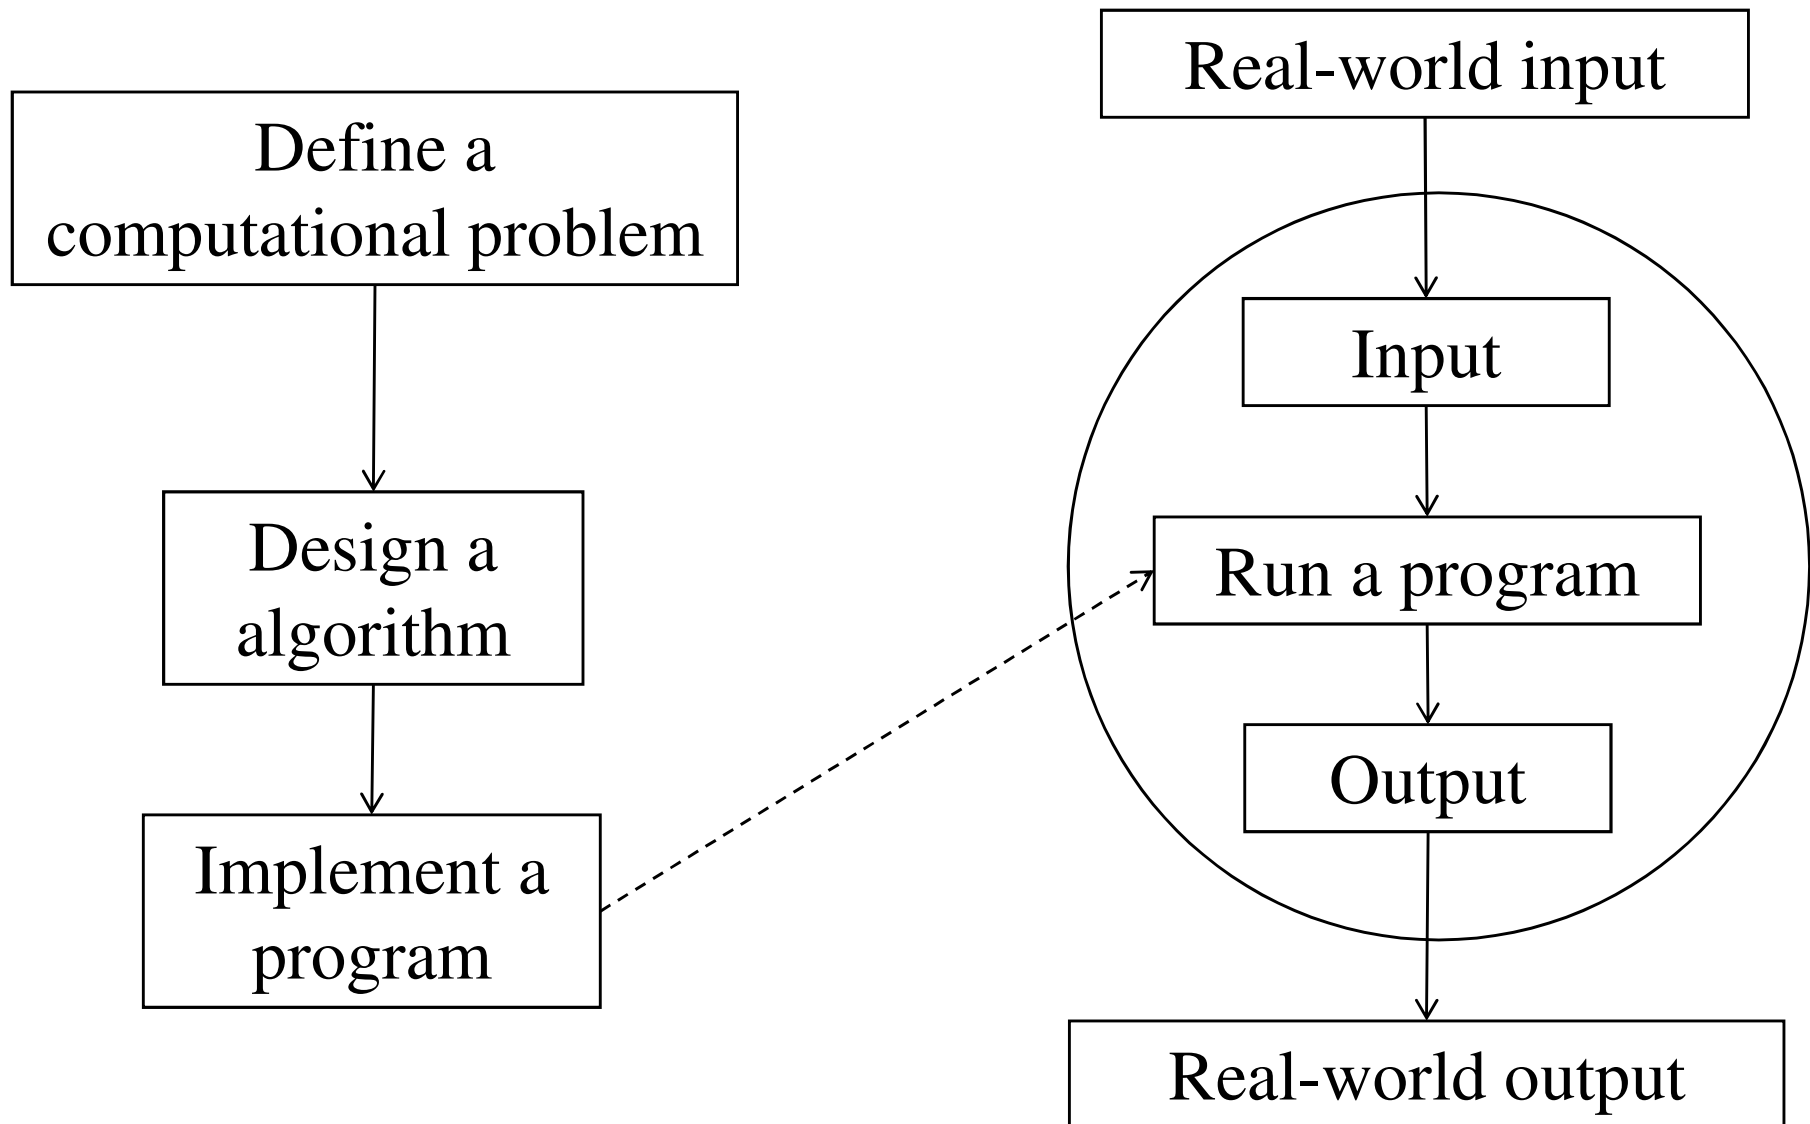 Define a
computational problem
Design a
algorithm
Implement a
program
Real-world input
Input
Run a program
Output
Real-world output